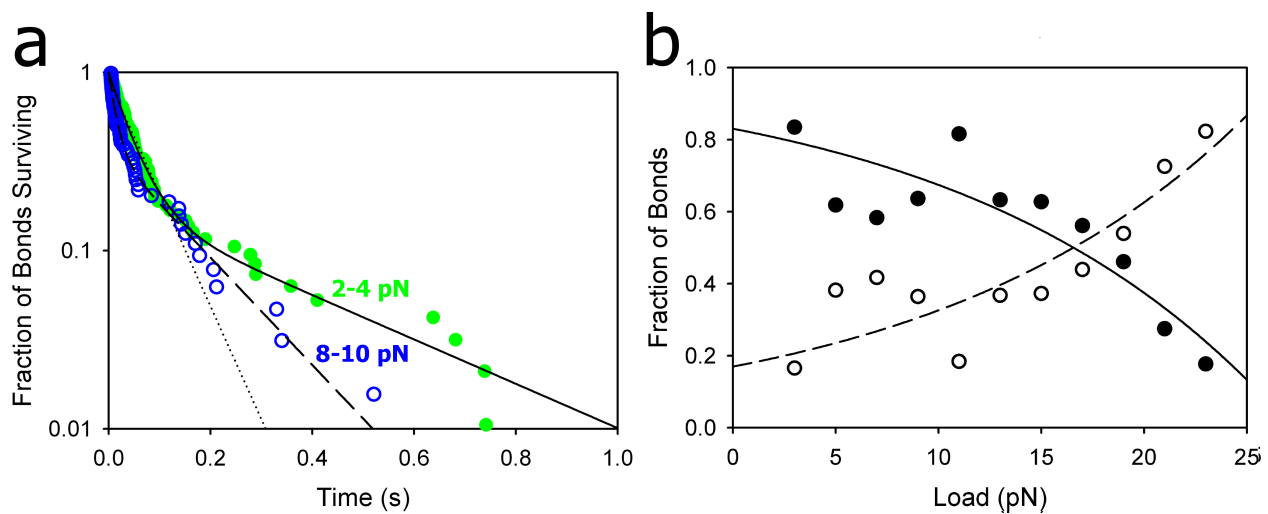 a
Fraction of Bonds Surviving
1
0.1
0.01
2-4 pN
8-10 pN
0.0 0.2 0.4 0.6 0.8 1.0
Time (s)
b
Fraction of Bonds
1.0
0.8
0.6
0.4
0.2
0.0
0 5 10 15 20 25
Load (pN)